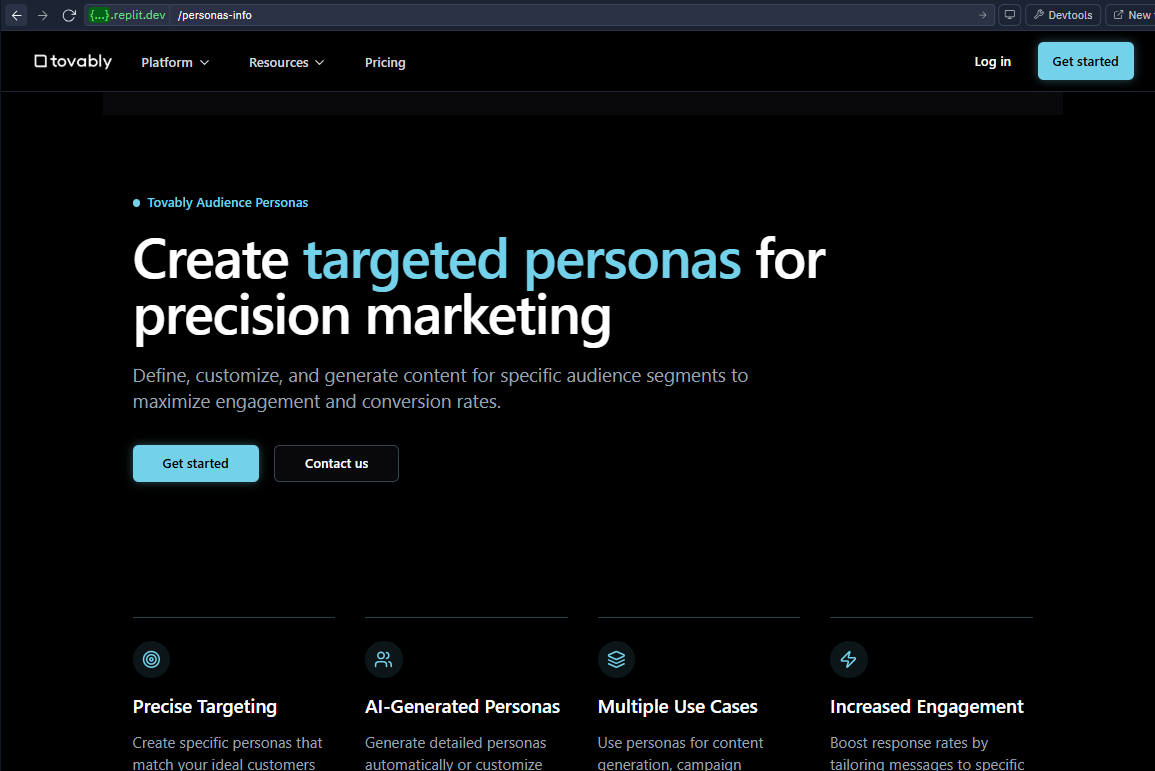 {...}.replit.dev /personas-info
Devtools
New
tovably
Platform
Resources
Pricing
Log in
Get started
Tovably Audience Personas
Create targeted personas for
precision marketing
Define, customize, and generate content for specific audience segments to
maximize engagement and conversion rates.
Get started
Contact us
Precise Targeting
Create specific personas that
match your ideal customers
AI-Generated Personas
Generate detailed personas
automatically or customize
Multiple Use Cases
Use personas for content
generation, campaign
Increased Engagement
Boost response rates by
tailoring messages to specific